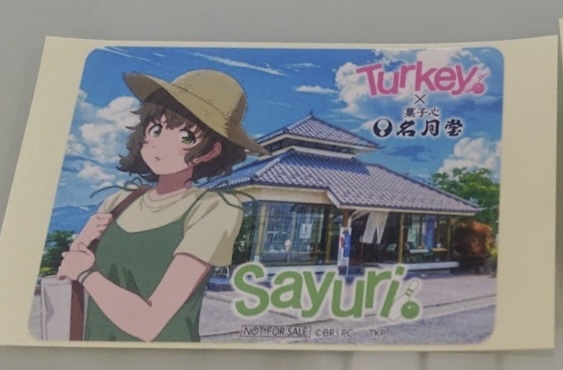 Turkey!
×
菓子心
名月堂
Sayuri
NOT FOR SALE ©BR/PC TKP